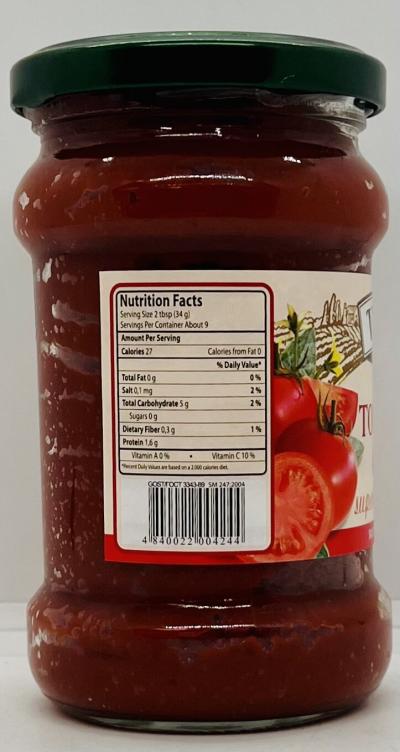 Nutrition Facts
Serving Size 2 tbsp (34 g)
Servings Per Container About 9
Amount Per Serving
Calories 27 Calories from Fat 0
% Daily Value*
Total Fat 0 g 0 %
Salt 0,1 mg 2 %
Total Carbohydrate 5 g 2 %
Sugars 0 g
Dietary Fiber 0,3 g 1 %
Protein 1,6 g
Vitamin A 0 % • Vitamin C 10 %
*Percent Daily Values are based on a 2.000 calories diet.
GOST/ГОСТ 3343-89 SM 247:2004
4 840022 004244
TO